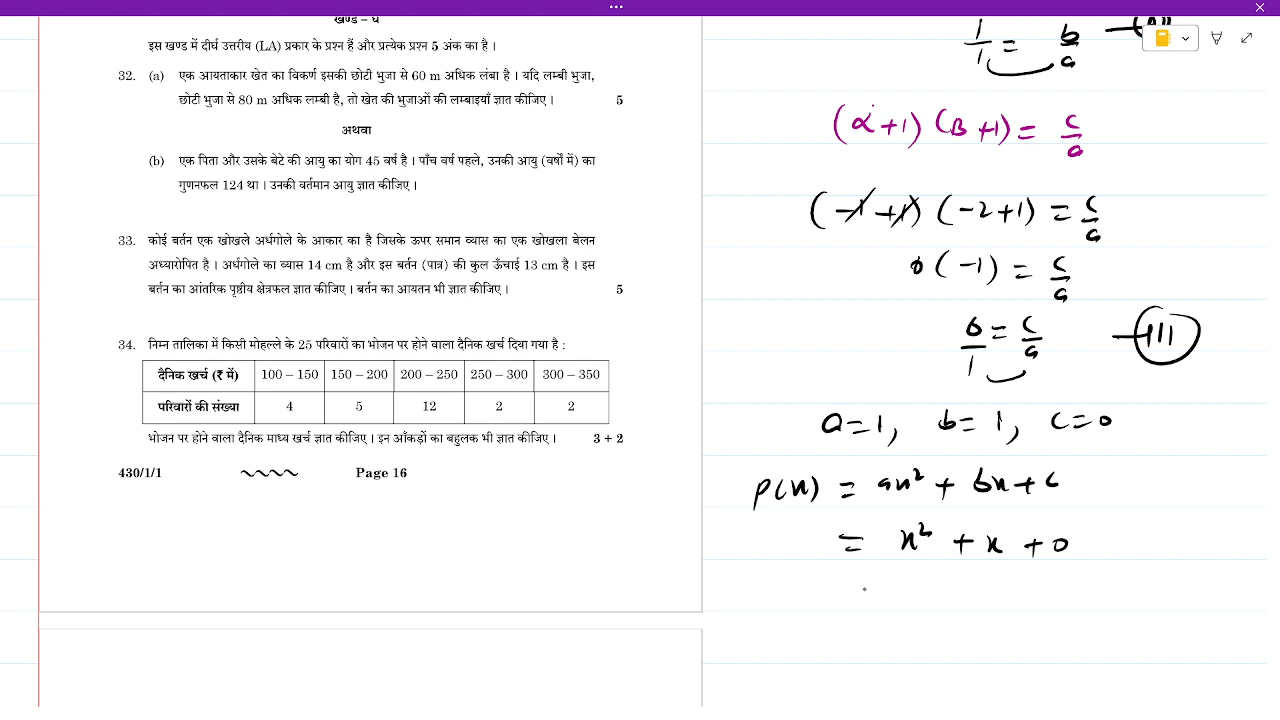 खण्ड – घ
इस खण्ड में दीर्घ उत्तरीय (LA) प्रकार के प्रश्न हैं और प्रत्येक प्रश्न 5 अंक का है ।
32. (a) एक आयताकार खेत का विकर्ण इसकी छोटी भुजा से 60 m अधिक लंबा है । यदि लम्बी भुजा,
छोटी भुजा से 80 m अधिक लम्बी है, तो खेत की भुजाओं की लम्बाइयाँ ज्ञात कीजिए । 5
अथवा
(b) एक पिता और उसके बेटे की आयु का योग 45 वर्ष है । पाँच वर्ष पहले, उनकी आयु (वर्षों में) का
गुणनफल 124 था । उनकी वर्तमान आयु ज्ञात कीजिए ।
33. कोई बर्तन एक खोखले अर्धगोले के आकार का है जिसके ऊपर समान व्यास का एक खोखला बेलन
अध्यारोपित है । अर्धगोले का व्यास 14 cm है और इस बर्तन (पात्र) की कुल ऊँचाई 13 cm है । इस
बर्तन का आंतरिक पृष्ठीय क्षेत्रफल ज्ञात कीजिए । बर्तन का आयतन भी ज्ञात कीजिए । 5
34. निम्न तालिका में किसी मोहल्ले के 25 परिवारों का भोजन पर होने वाला दैनिक खर्च दिया गया है :
दैनिक खर्च (₹ में) 100 – 150 150 – 200 200 – 250 250 – 300 300 – 350
परिवारों की संख्या 4 5 12 2 2
भोजन पर होने वाला दैनिक माध्य खर्च ज्ञात कीजिए । इन आँकड़ों का बहुलक भी ज्ञात कीजिए । 3 + 2
430/1/1 Page 16
1/1 = b/a
(α+1) (β+1) = c/a
(-1+1) (-2+1) = c/a
0 (-1) = c/a
0/1 = c/a — III
a=1, b=1, c=0
p(x) = ax² + bx + c
= x² + x + 0